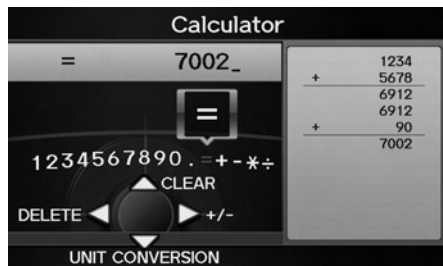 Calculator
= 7002_
=
1234567890.=+-*÷
CLEAR
DELETE +/-
UNIT CONVERSION
1234
+ 5678
6912
6912
+ 90
7002